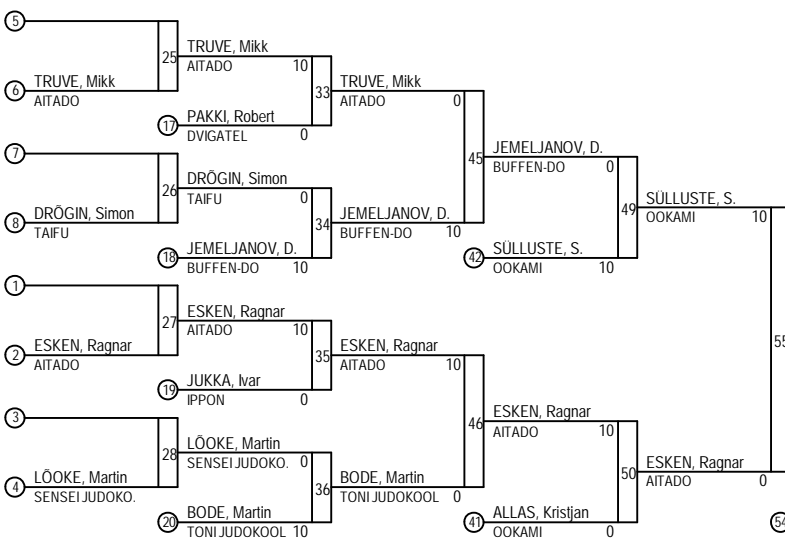 5
25
TRUVE, Mikk
AITADO 10
6 TRUVE, Mikk
AITADO
33
TRUVE, Mikk
AITADO 0
17 PAKKI, Robert
DVIGATEL 0
45
JEMELJANOV, D.
BUFFEN-DO 0
7
26
DRÕGIN, Simon
TAIFU 0
8 DRÕGIN, Simon
TAIFU
34
JEMELJANOV, D.
BUFFEN-DO 10
18 JEMELJANOV, D.
BUFFEN-DO 10
49
SÜLLUSTE, S.
OOKAMI 10
42 SÜLLUSTE, S.
OOKAMI 10
1
27
ESKEN, Ragnar
AITADO 10
2 ESKEN, Ragnar
AITADO
35
ESKEN, Ragnar
AITADO 10
19 JUKKA, Ivar
IPPON 0
55
46
ESKEN, Ragnar
AITADO 10
3
28
LÕOKE, Martin
SENSEI JUDOKO. 0
4 LÕOKE, Martin
SENSEI JUDOKO.
36
BODE, Martin
TONI JUDOKOOL 0
20 BODE, Martin
TONI JUDOKOOL 10
50
ESKEN, Ragnar
AITADO 0
41 ALLAS, Kristjan
OOKAMI 0
54